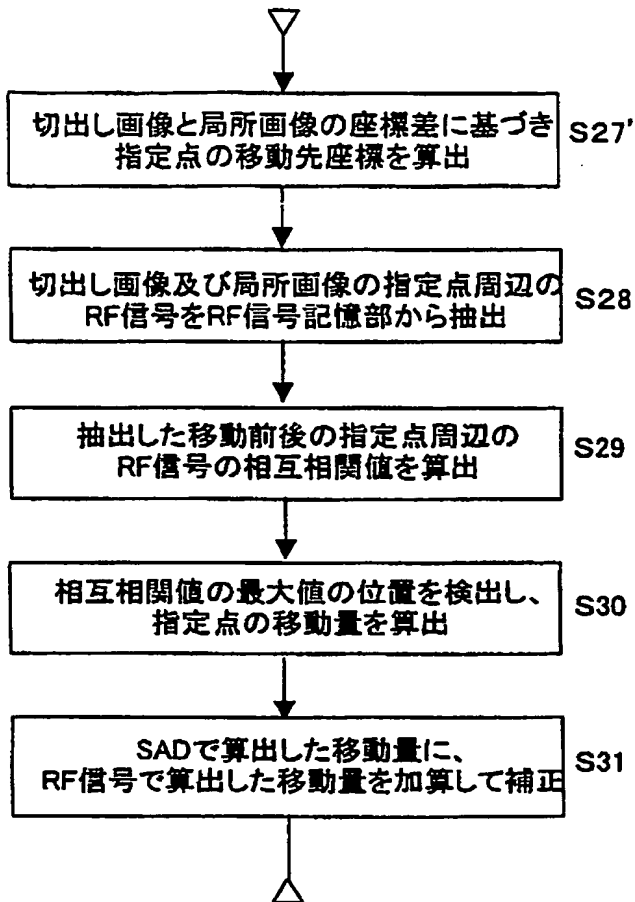 切出し画像と局所画像の座標差に基づき
指定点の移動先座標を算出
S27'
切出し画像及び局所画像の指定点周辺の
RF信号をRF信号記憶部から抽出
S28
抽出した移動前後の指定点周辺の
RF信号の相互相関値を算出
S29
相互相関値の最大値の位置を検出し、
指定点の移動量を算出
S30
SADで算出した移動量に、
RF信号で算出した移動量を加算して補正
S31